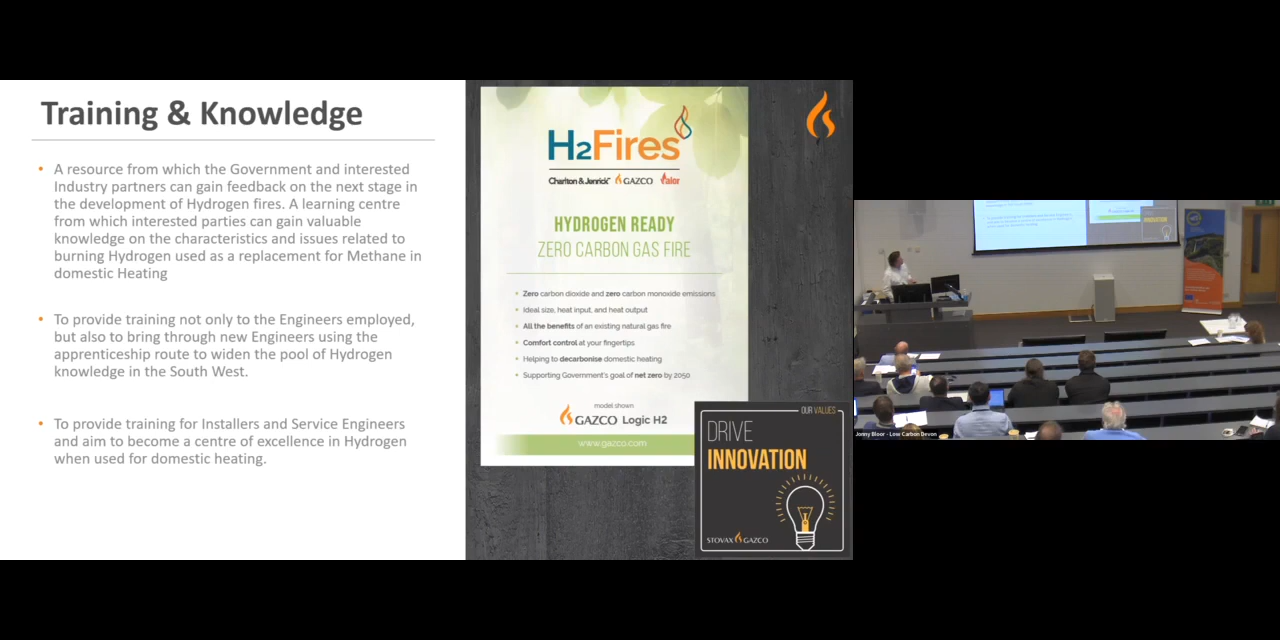 Training & Knowledge
• A resource from which the Government and interested
Industry partners can gain feedback on the next stage in
the development of Hydrogen fires. A learning centre
from which interested parties can gain valuable
knowledge on the characteristics and issues related to
burning Hydrogen used as a replacement for Methane in
domestic Heating
• To provide training not only to the Engineers employed,
but also to bring through new Engineers using the
apprenticeship route to widen the pool of Hydrogen
knowledge in the South West.
• To provide training for Installers and Service Engineers
and aim to become a centre of excellence in Hydrogen
when used for domestic heating.
H2Fires
Charlton & Jenrick GAZCO Valor
HYDROGEN READY
ZERO CARBON GAS FIRE
• Zero carbon dioxide and zero carbon monoxide emissions
• Ideal size, heat input, and heat output
• All the benefits of an existing natural gas fire
• Comfort control at your fingertips
• Helping to decarbonise domestic heating
• Supporting Government's goal of net zero by 2050
model shown
GAZCO Logic H2
www.gazco.com
OUR VALUES
DRIVE
INNOVATION
STOVAX GAZCO
INNOVATION
Jonny Bloor - Low Carbon Devon